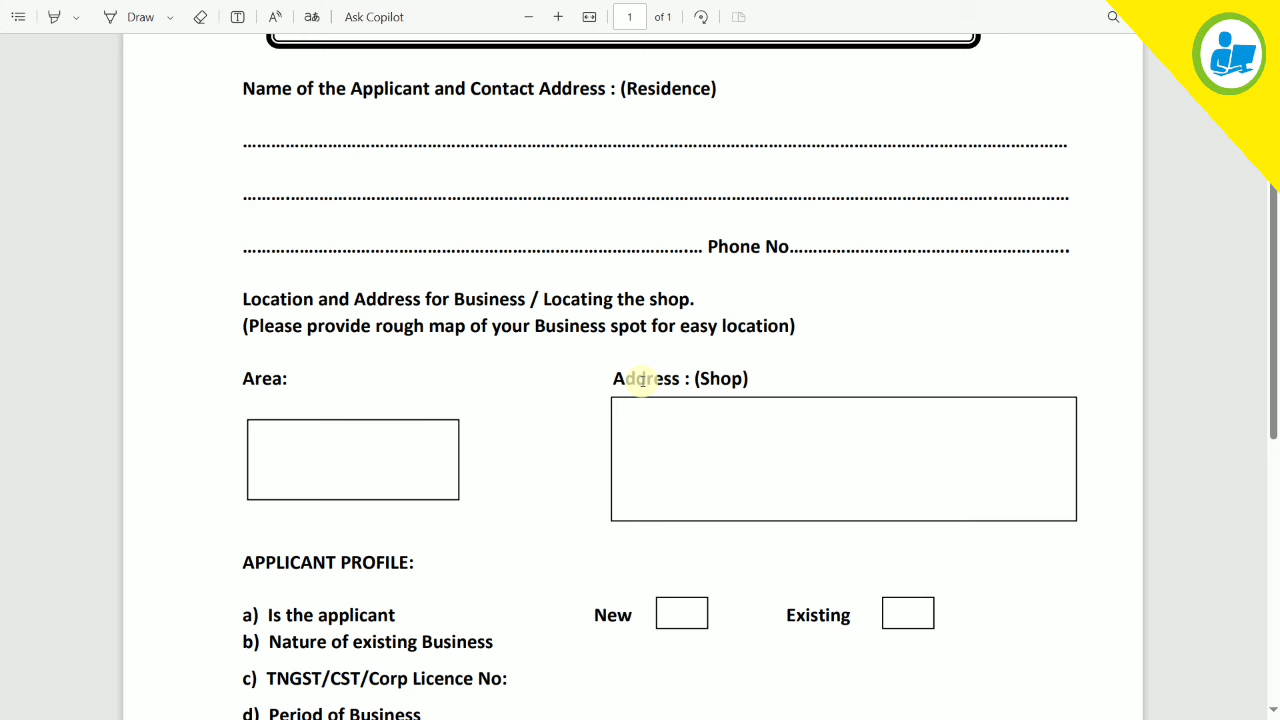 Draw
Ask Copilot
1 of 1
Name of the Applicant and Contact Address : (Residence)
……………………………………………………………………………………………………………………………………
…….……………………………………………………………………………………………………………..……………
……………………………………………………………………….… Phone No…………………………………………..
Location and Address for Business / Locating the shop.
(Please provide rough map of your Business spot for easy location)
Area: Address : (Shop)
APPLICANT PROFILE:
a) Is the applicant New Existing
b) Nature of existing Business
c) TNGST/CST/Corp Licence No:
d) Period of Business